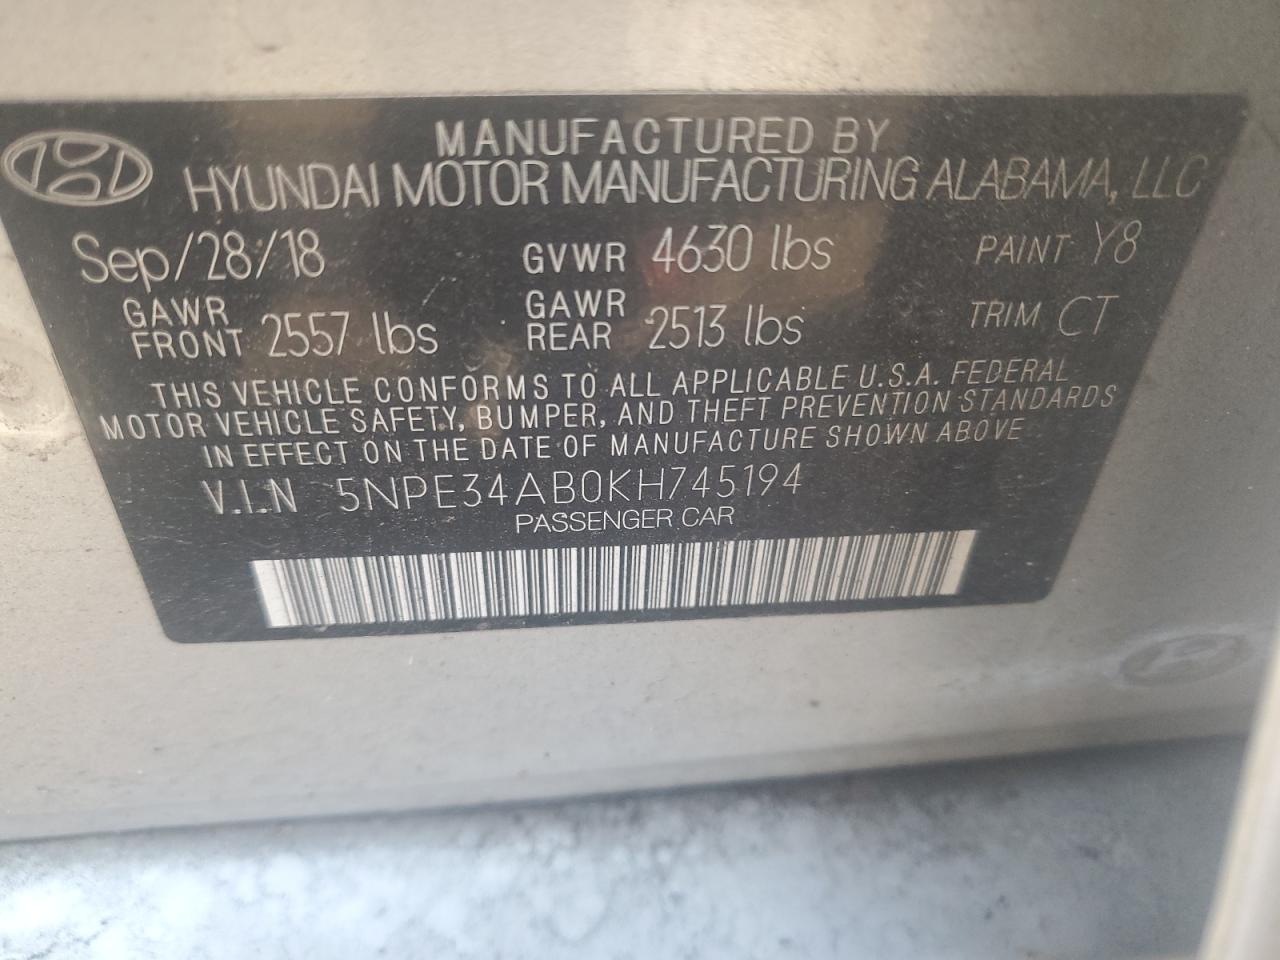 MANUFACTURED BY
HYUNDAI MOTOR MANUFACTURING ALABAMA, LLC
Sep/28/18 GVWR 4630 lbs PAINT Y8
GAWR FRONT 2557 lbs GAWR REAR 2513 lbs TRIM CT
THIS VEHICLE CONFORMS TO ALL APPLICABLE U.S.A. FEDERAL
MOTOR VEHICLE SAFETY, BUMPER, AND THEFT PREVENTION STANDARDS
IN EFFECT ON THE DATE OF MANUFACTURE SHOWN ABOVE
V.I.N 5NPE34AB0KH745194
PASSENGER CAR